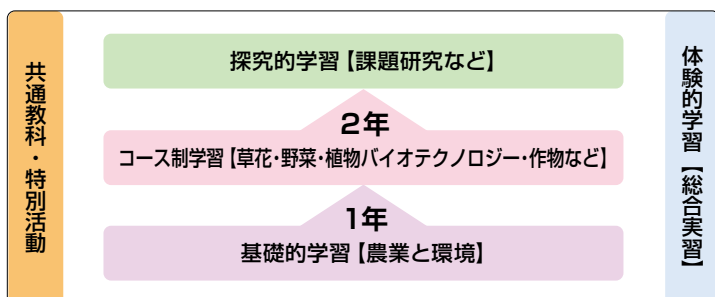 共通教科・特別活動
探究的学習【課題研究など】
2年
コース制学習【草花・野菜・植物バイオテクノロジー・作物など】
1年
基礎的学習【農業と環境】
体験的学習【総合実習】